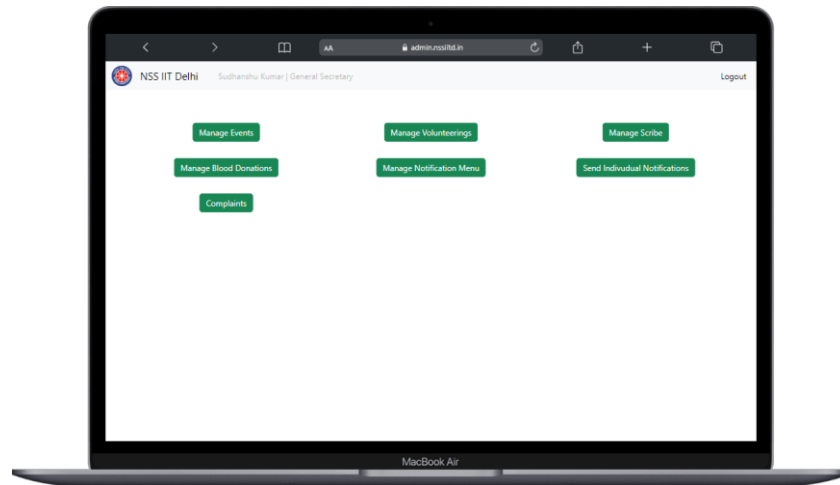 AA admin.nssiitd.in
NSS IIT Delhi Sudhanshu Kumar | General Secretary Logout
Manage Events Manage Volunteerings Manage Scribe
Manage Blood Donations Manage Notification Menu Send Indivudual Notifications
Complaints
MacBook Air